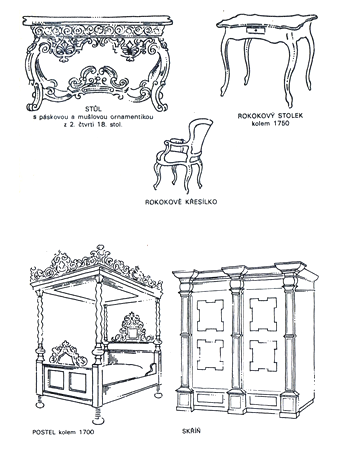 STŮL
s páskovou a mušlovou ornamentikou
z 2. čtvrti 18. stol.
ROKOKOVÝ STOLEK
kolem 1750
ROKOKOVÉ KŘESÍLKO
POSTEL kolem 1700
SKŘÍŇ